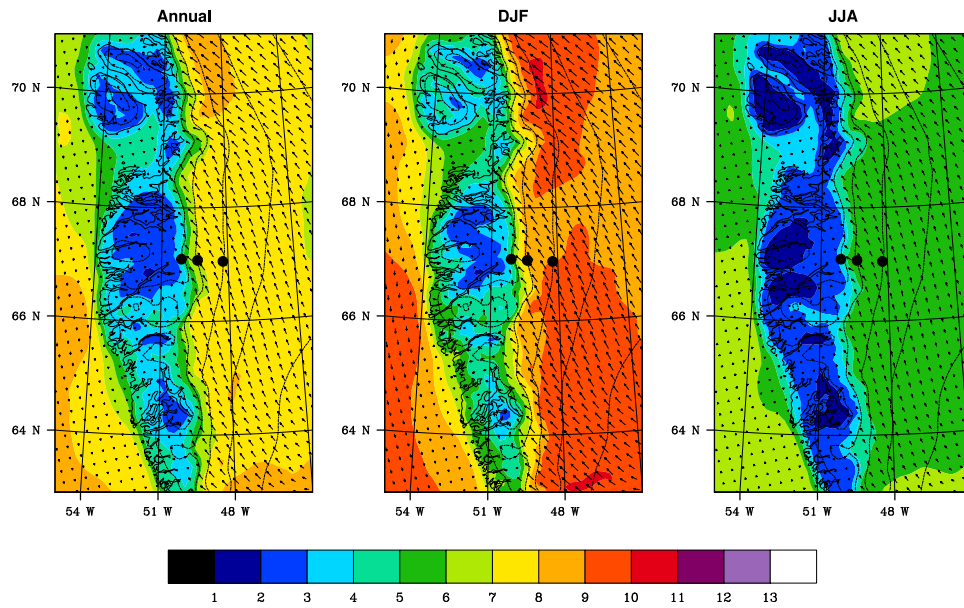 Annual DJF JJA
70 N 70 N 70 N
68 N 68 N 68 N
66 N 66 N 66 N
64 N 64 N 64 N
54 W 51 W 48 W 54 W 51 W 48 W 54 W 51 W 48 W
1 2 3 4 5 6 7 8 9 10 11 12 13